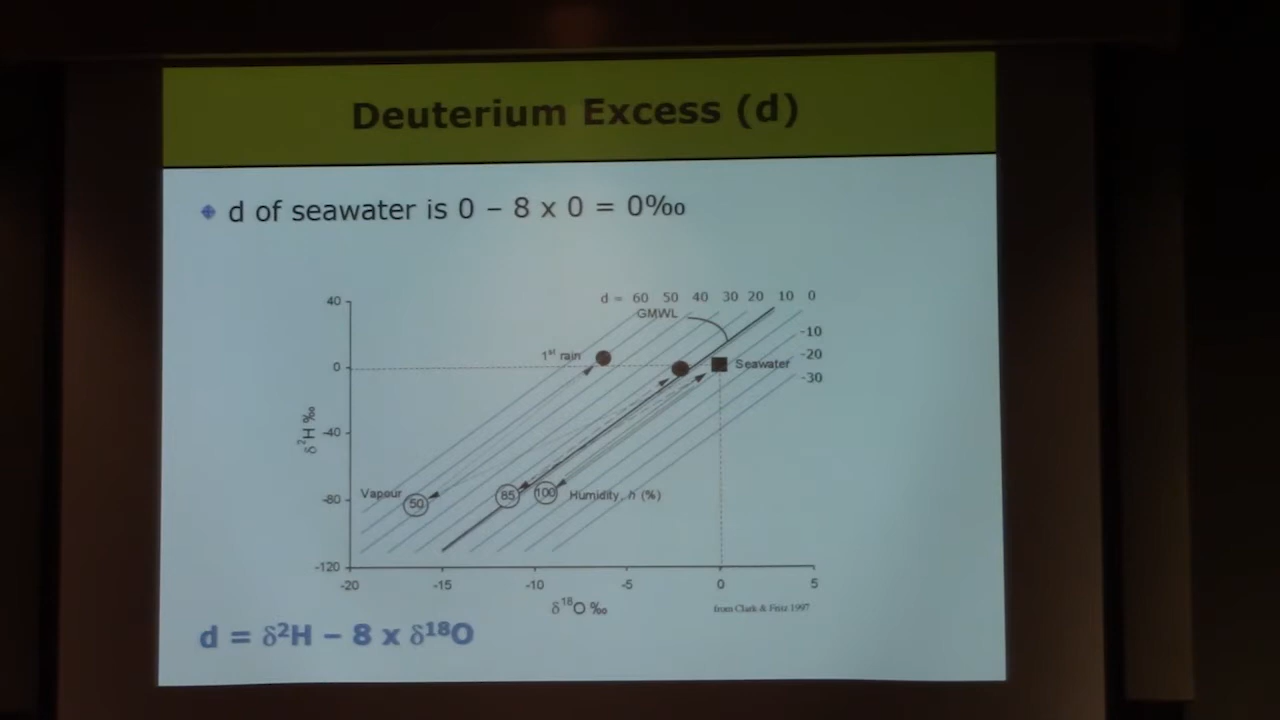 Deuterium Excess (d)
d of seawater is 0 – 8 x 0 = 0‰
d = 60 50 40 30 20 10 0
GMWL
-10
-20
-30
1st rain
Seawater
40
0
-40
-80
-120
δ²H ‰
Vapour
50
85
100
Humidity, h (%)
-20 -15 -10 -5 0 5
δ¹⁸O ‰
from Clark & Fritz 1997
d = δ²H – 8 x δ¹⁸O